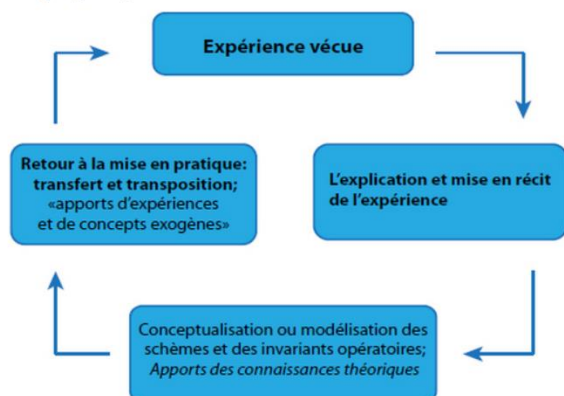 Expérience vécue
L'explication et mise en récit
de l'expérience
Conceptualisation ou modélisation des
schèmes et des invariants opératoires;
Apports des connaissances théoriques
Retour à la mise en pratique:
transfert et transposition;
«apports d'expériences
et de concepts exogènes»